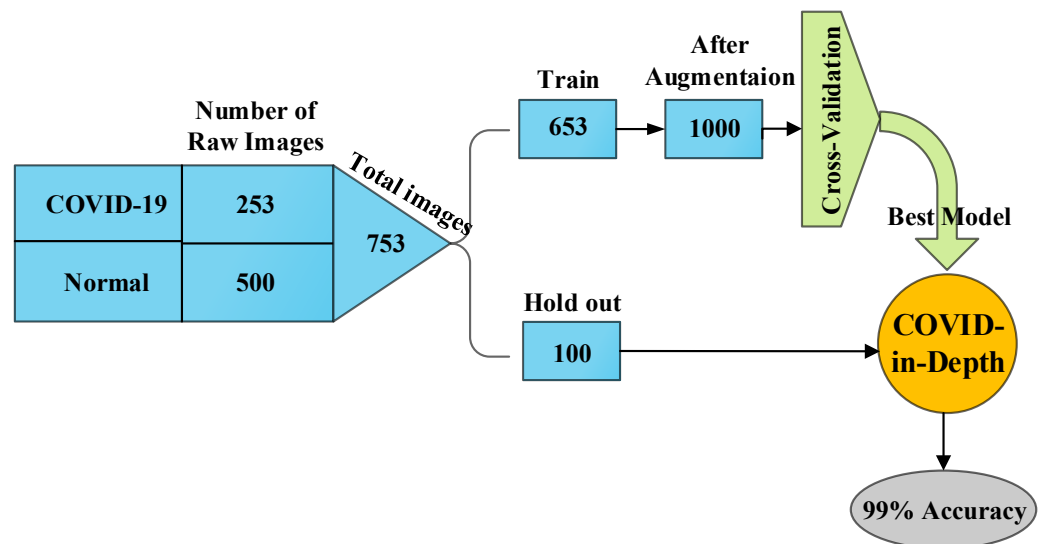 Number of
Raw Images
COVID-19
253
Normal
500
Total images
753
Train
653
After
Augmentaion
1000
Cross-Validation
Best Model
Hold out
100
COVID-
in-Depth
99% Accuracy